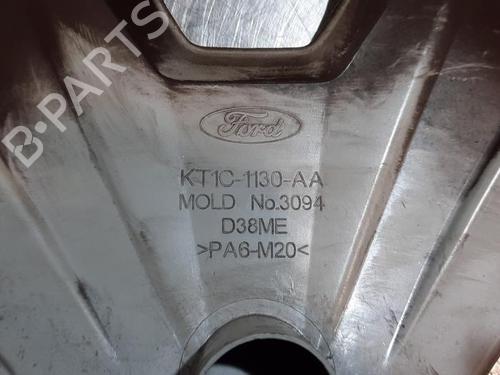 B-PARTS
Ford
KT1C-1130-AA
MOLD No.3094
D38ME
>PA6-M20<